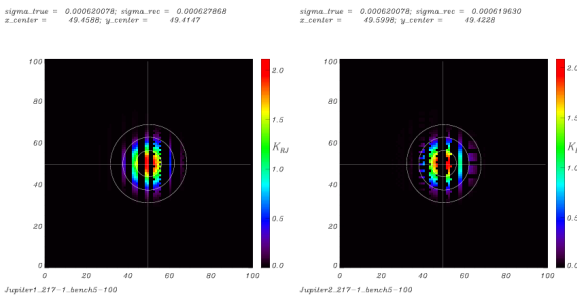 sigma_true = 0.000620078; sigma_rec = 0.000627868
x_center = 49.4588; y_center = 49.4147
sigma_true = 0.000620078; sigma_rec = 0.000619630
x_center = 49.5998; y_center = 49.4228
100
80
60
40
20
0
0 20 40 60 80 100
2.0
1.5
K_RJ
1.0
0.5
0.0
100
80
60
40
20
0
0 20 40 60 80 100
2.0
1.5
K_RJ
1.0
0.5
0.0
Jupiter1_217-1_bench5-100
Jupiter2_217-1_bench5-100